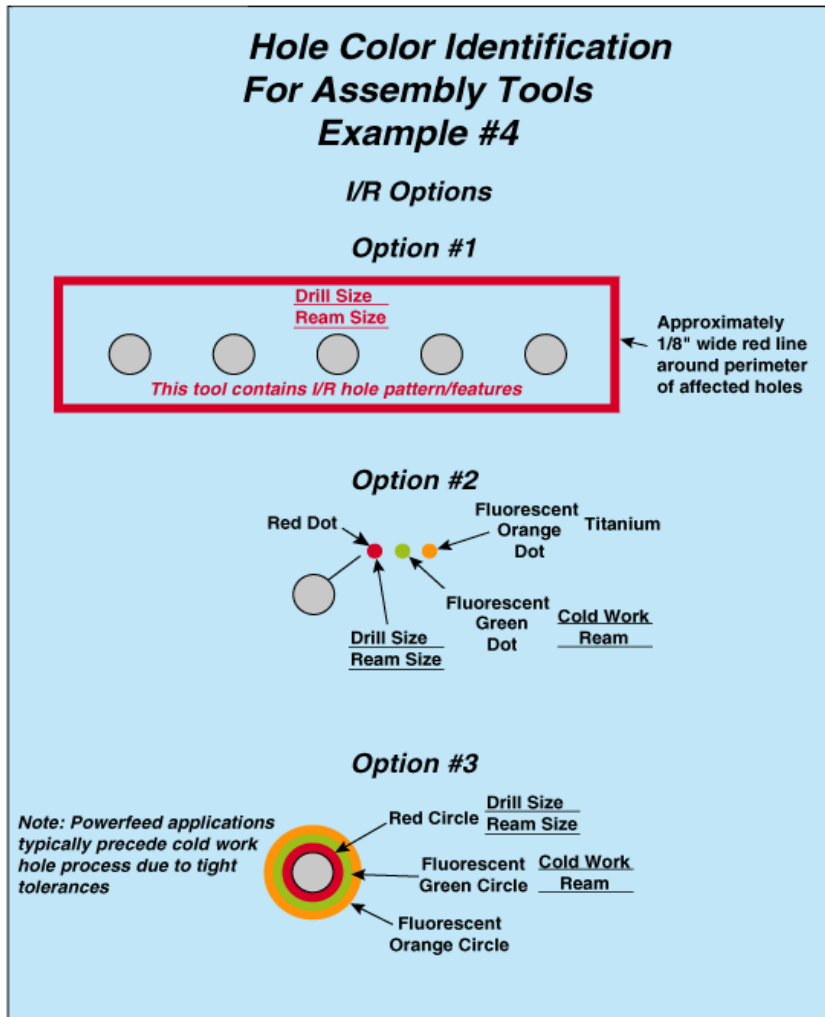 Hole Color Identification
For Assembly Tools
Example #4
I/R Options
Option #1
Drill Size
Ream Size
This tool contains I/R hole pattern/features
Approximately
1/8" wide red line
around perimeter
of affected holes
Option #2
Red Dot
Fluorescent
Orange
Dot
Titanium
Drill Size
Ream Size
Fluorescent
Green
Dot
Cold Work
Ream
Option #3
Note: Powerfeed applications
typically precede cold work
hole process due to tight
tolerances
Red Circle
Drill Size
Ream Size
Fluorescent
Green Circle
Cold Work
Ream
Fluorescent
Orange Circle